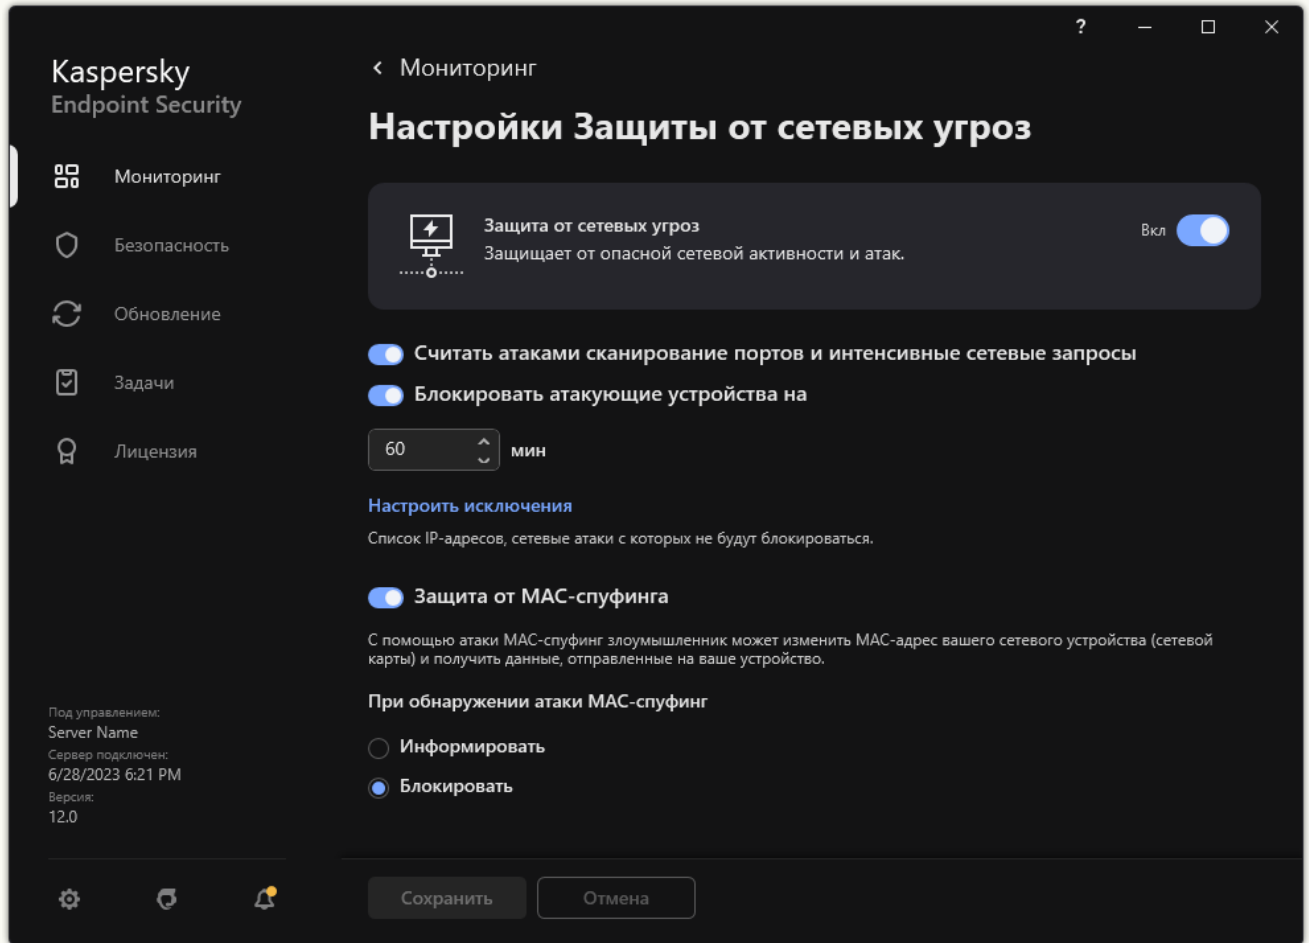 ?
Kaspersky
Endpoint Security
Мониторинг
Безопасность
Обновление
Задачи
Лицензия
Под управлением:
Server Name
Сервер подключен:
6/28/2023 6:21 PM
Версия:
12.0
Мониторинг
Настройки Защиты от сетевых угроз
Защита от сетевых угроз
Защищает от опасной сетевой активности и атак.
Вкл
Считать атаками сканирование портов и интенсивные сетевые запросы
Блокировать атакующие устройства на
60 мин
Настроить исключения
Список IP-адресов, сетевые атаки с которых не будут блокироваться.
Защита от MAC-спуфинга
С помощью атаки MAC-спуфинг злоумышленник может изменить MAC-адрес вашего сетевого устройства (сетевой
карты) и получить данные, отправленные на ваше устройство.
При обнаружении атаки MAC-спуфинг
Информировать
Блокировать
Сохранить
Отмена